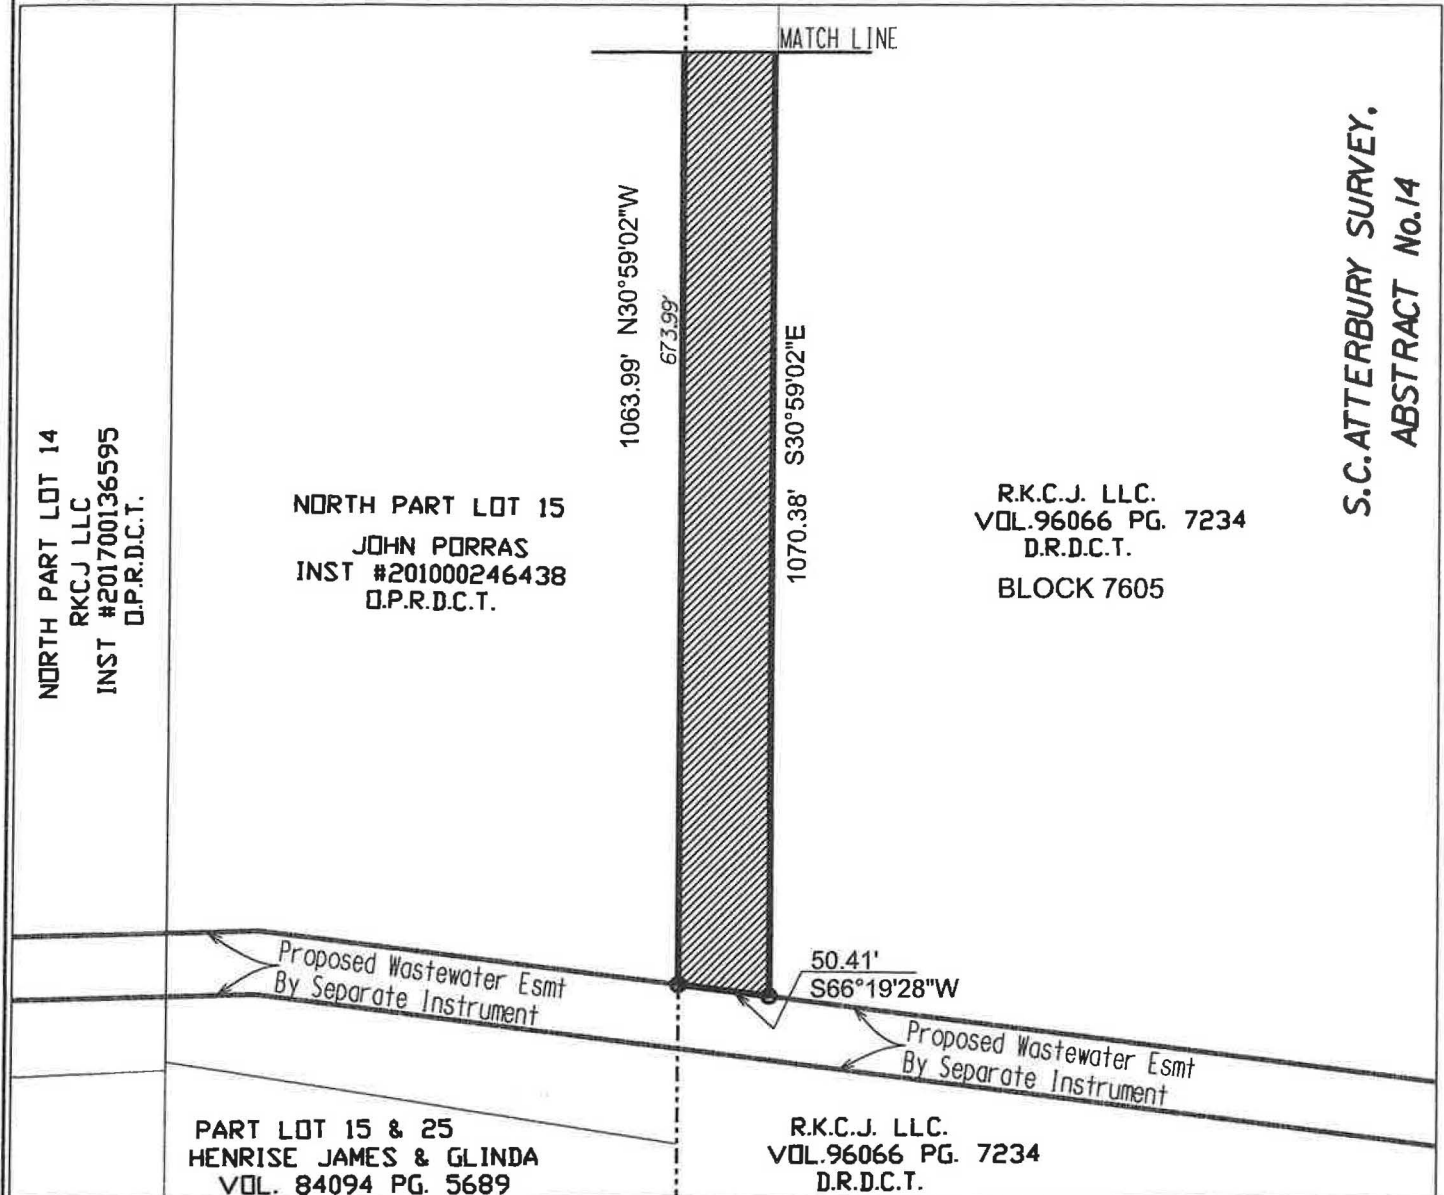 MATCH LINE
S.C.ATTERBURY SURVEY,
ABSTRACT No.14
1063.99' N30°59'02"W
673.99'
1070.38' S30°59'02"E
NORTH PART LOT 14
RKCJ LLC
INST #201700136595
O.P.R.D.C.T.
NORTH PART LOT 15
JOHN PORRAS
INST #201000246438
O.P.R.D.C.T.
R.K.C.J. LLC.
VOL.96066 PG. 7234
D.R.D.C.T.
BLOCK 7605
Proposed Wastewater Esmt
By Separate Instrument
50.41'
S66°19'28"W
Proposed Wastewater Esmt
By Separate Instrument
PART LOT 15 & 25
HENRISE JAMES & GLINDA
VOL. 84094 PG. 5689
R.K.C.J. LLC.
VOL.96066 PG. 7234
D.R.D.C.T.